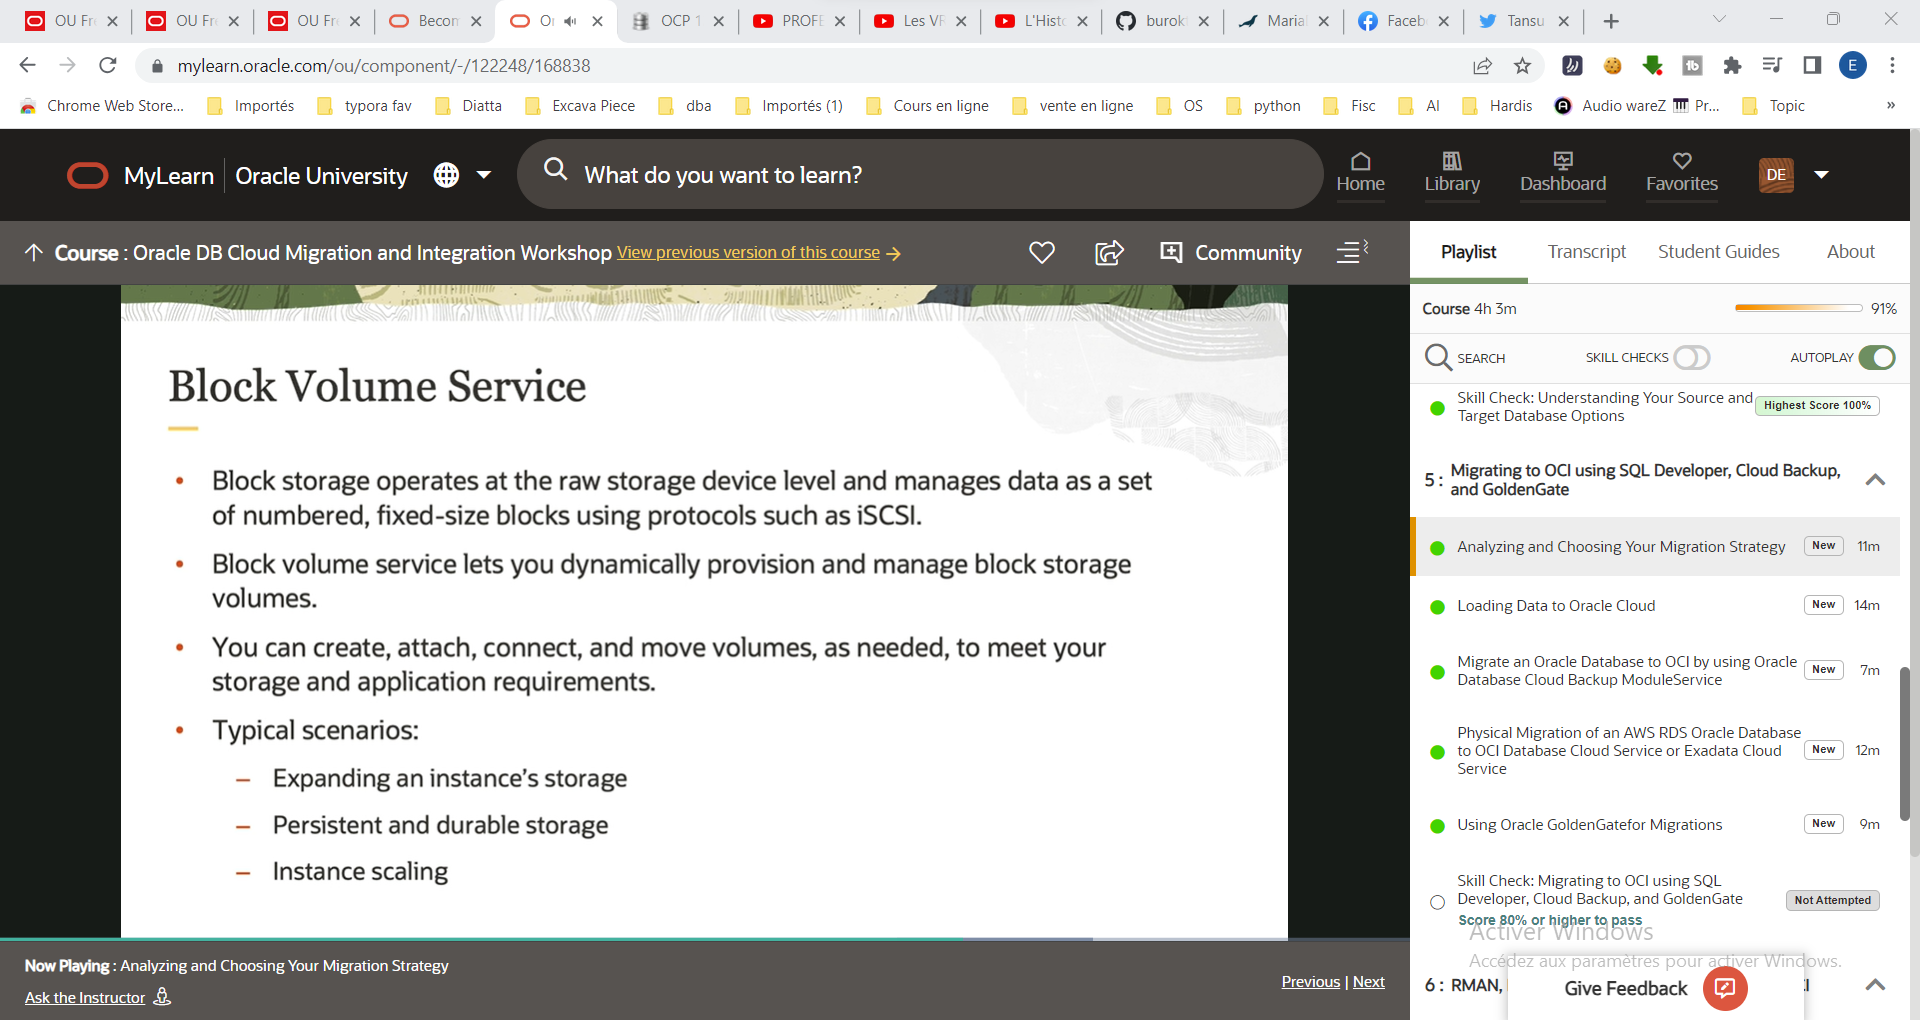 OU Fr
OU Fr
OU Fr
Becom
Or
OCP 1
PROFE
Les VF
L'Histo
burok
Maria
Faceb
Tansu
mylearn.oracle.com/ou/component/-/122248/168838
E
Chrome Web Store...
Importés
typora fav
Diatta
Excava Piece
dba
Importés (1)
Cours en ligne
vente en ligne
OS
python
Fisc
AI
Hardis
Audio wareZ
Pr...
Topic
»
MyLearn
Oracle University
What do you want to learn?
Home
Library
Dashboard
Favorites
DE
Course : Oracle DB Cloud Migration and Integration Workshop View previous version of this course
Community
Playlist
Transcript
Student Guides
About
Course 4h 3m
91%
SEARCH
SKILL CHECKS
AUTOPLAY
Block Volume Service
• Block storage operates at the raw storage device level and manages data as a set
of numbered, fixed-size blocks using protocols such as iSCSI.
• Block volume service lets you dynamically provision and manage block storage
volumes.
• You can create, attach, connect, and move volumes, as needed, to meet your
storage and application requirements.
• Typical scenarios:
– Expanding an instance's storage
– Persistent and durable storage
– Instance scaling
Skill Check: Understanding Your Source and
Target Database Options
Highest Score 100%
5 : Migrating to OCI using SQL Developer, Cloud Backup,
and GoldenGate
Analyzing and Choosing Your Migration Strategy
New
11m
Loading Data to Oracle Cloud
New
14m
Migrate an Oracle Database to OCI by using Oracle
Database Cloud Backup ModuleService
New
7m
Physical Migration of an AWS RDS Oracle Database
to OCI Database Cloud Service or Exadata Cloud
Service
New
12m
Using Oracle GoldenGatefor Migrations
New
9m
Skill Check: Migrating to OCI using SQL
Developer, Cloud Backup, and GoldenGate
Score 80% or higher to pass
Not Attempted
Activer Windows
Accédez aux paramètres pour activer Windows.
6 : RMAN,
Give Feedback
Now Playing : Analyzing and Choosing Your Migration Strategy
Ask the Instructor
Previous | Next